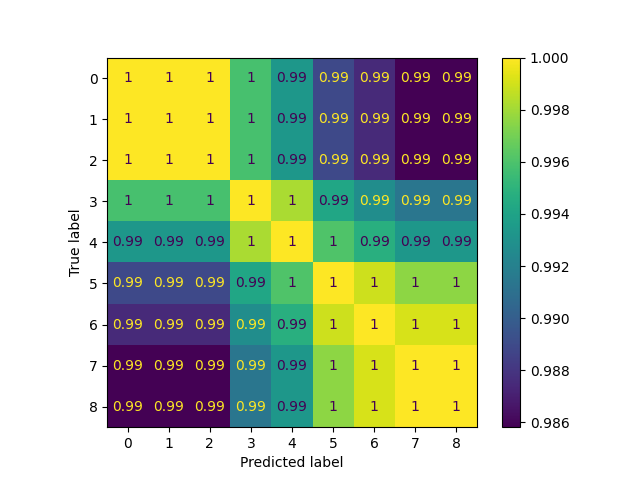 0 1 1 1 1 0.99 0.99 0.99 0.99 0.99
1 1 1 1 1 0.99 0.99 0.99 0.99 0.99
2 1 1 1 1 0.99 0.99 0.99 0.99 0.99
3 1 1 1 1 1 0.99 0.99 0.99 0.99
4 0.99 0.99 0.99 1 1 1 0.99 0.99 0.99
5 0.99 0.99 0.99 0.99 1 1 1 1 1
6 0.99 0.99 0.99 0.99 0.99 1 1 1 1
7 0.99 0.99 0.99 0.99 0.99 1 1 1 1
8 0.99 0.99 0.99 0.99 0.99 1 1 1 1
0 1 2 3 4 5 6 7 8
Predicted label
True label
1.000
0.998
0.996
0.994
0.992
0.990
0.988
0.986